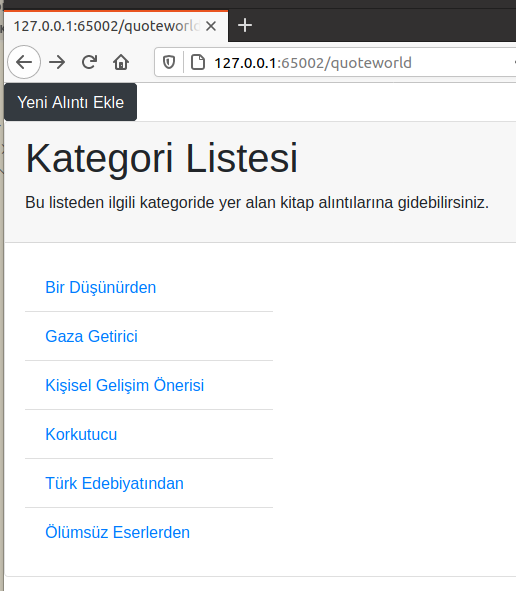 127.0.0.1:65002/quoteworld
127.0.0.1:65002/quoteworld
Yeni Alıntı Ekle
Kategori Listesi
Bu listeden ilgili kategoride yer alan kitap alıntılarına gidebilirsiniz.
Bir Düşünürden
Gaza Getirici
Kişisel Gelişim Önerisi
Korkutucu
Türk Edebiyatından
Ölümsüz Eserlerden